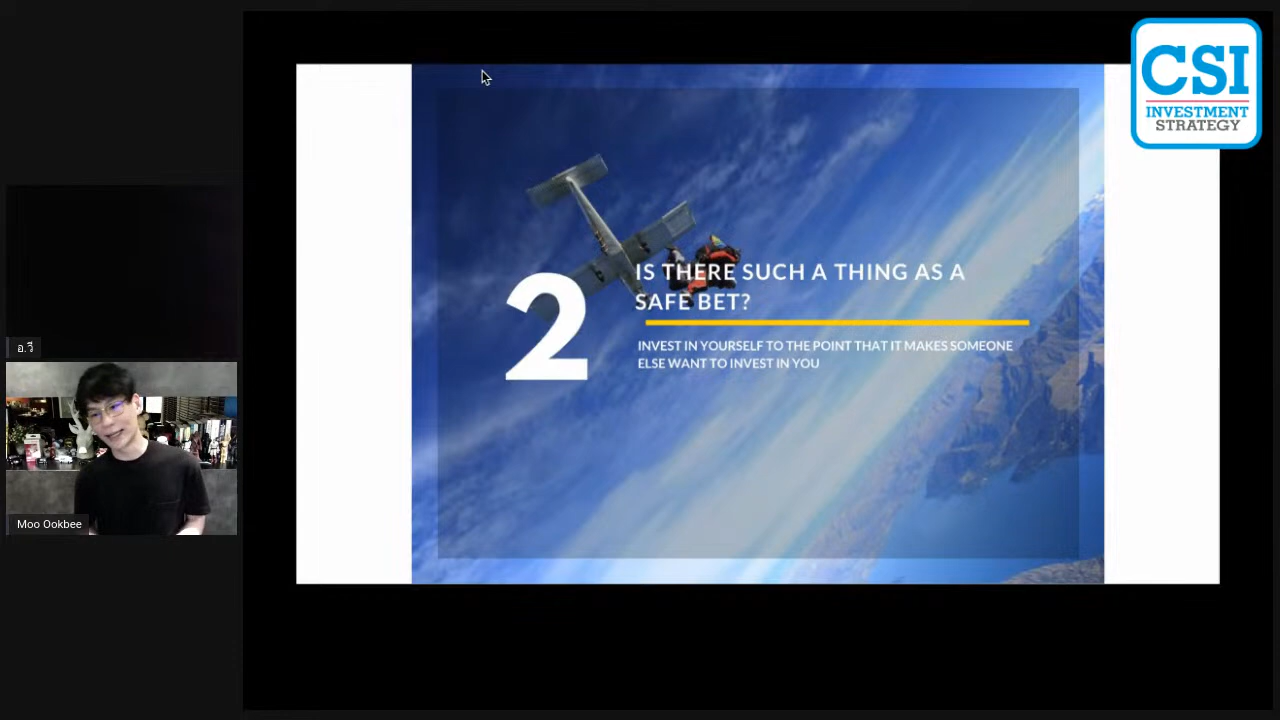 CSI
INVESTMENT
STRATEGY
2
IS THERE SUCH A THING AS A
SAFE BET?
INVEST IN YOURSELF TO THE POINT THAT IT MAKES SOMEONE
ELSE WANT TO INVEST IN YOU
อ.วี
Moo Ookbee